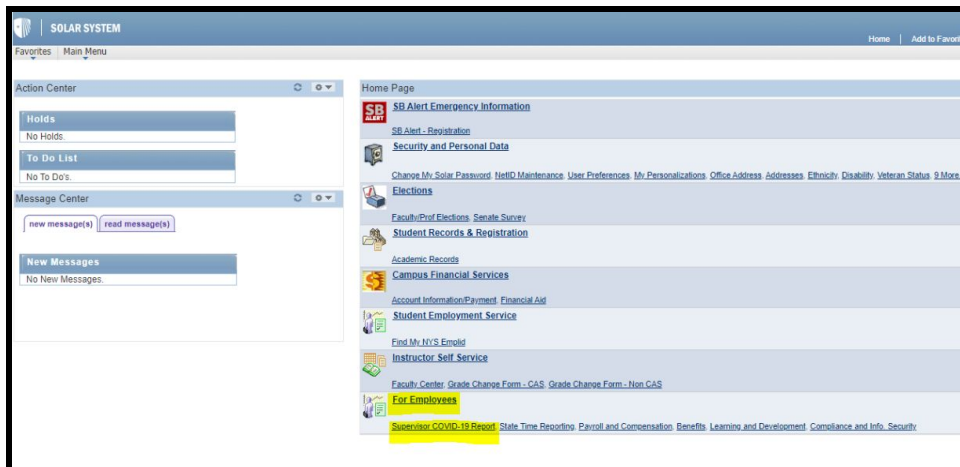 SOLAR SYSTEM
Home | Add to Favori
Favorites Main Menu
Action Center
Holds
No Holds.
To Do List
No To Do's.
Message Center
new message(s) read message(s)
New Messages
No New Messages.
Home Page
SB ALERT
SB Alert Emergency Information
SB Alert - Registration
Security and Personal Data
Change My Solar Password, NetID Maintenance, User Preferences, My Personalizations, Office Address, Addresses, Ethnicity, Disability, Veteran Status, 9 More
Elections
Faculty/Prof Elections, Senate Survey
Student Records & Registration
Academic Records
Campus Financial Services
Account Information/Payment, Financial Aid
Student Employment Service
Find My NYS Emplid
Instructor Self Service
Faculty Center, Grade Change Form - CAS, Grade Change Form - Non CAS
For Employees
Supervisor COVID-19 Report, State Time Reporting, Payroll and Compensation, Benefits, Learning and Development, Compliance and Info. Security